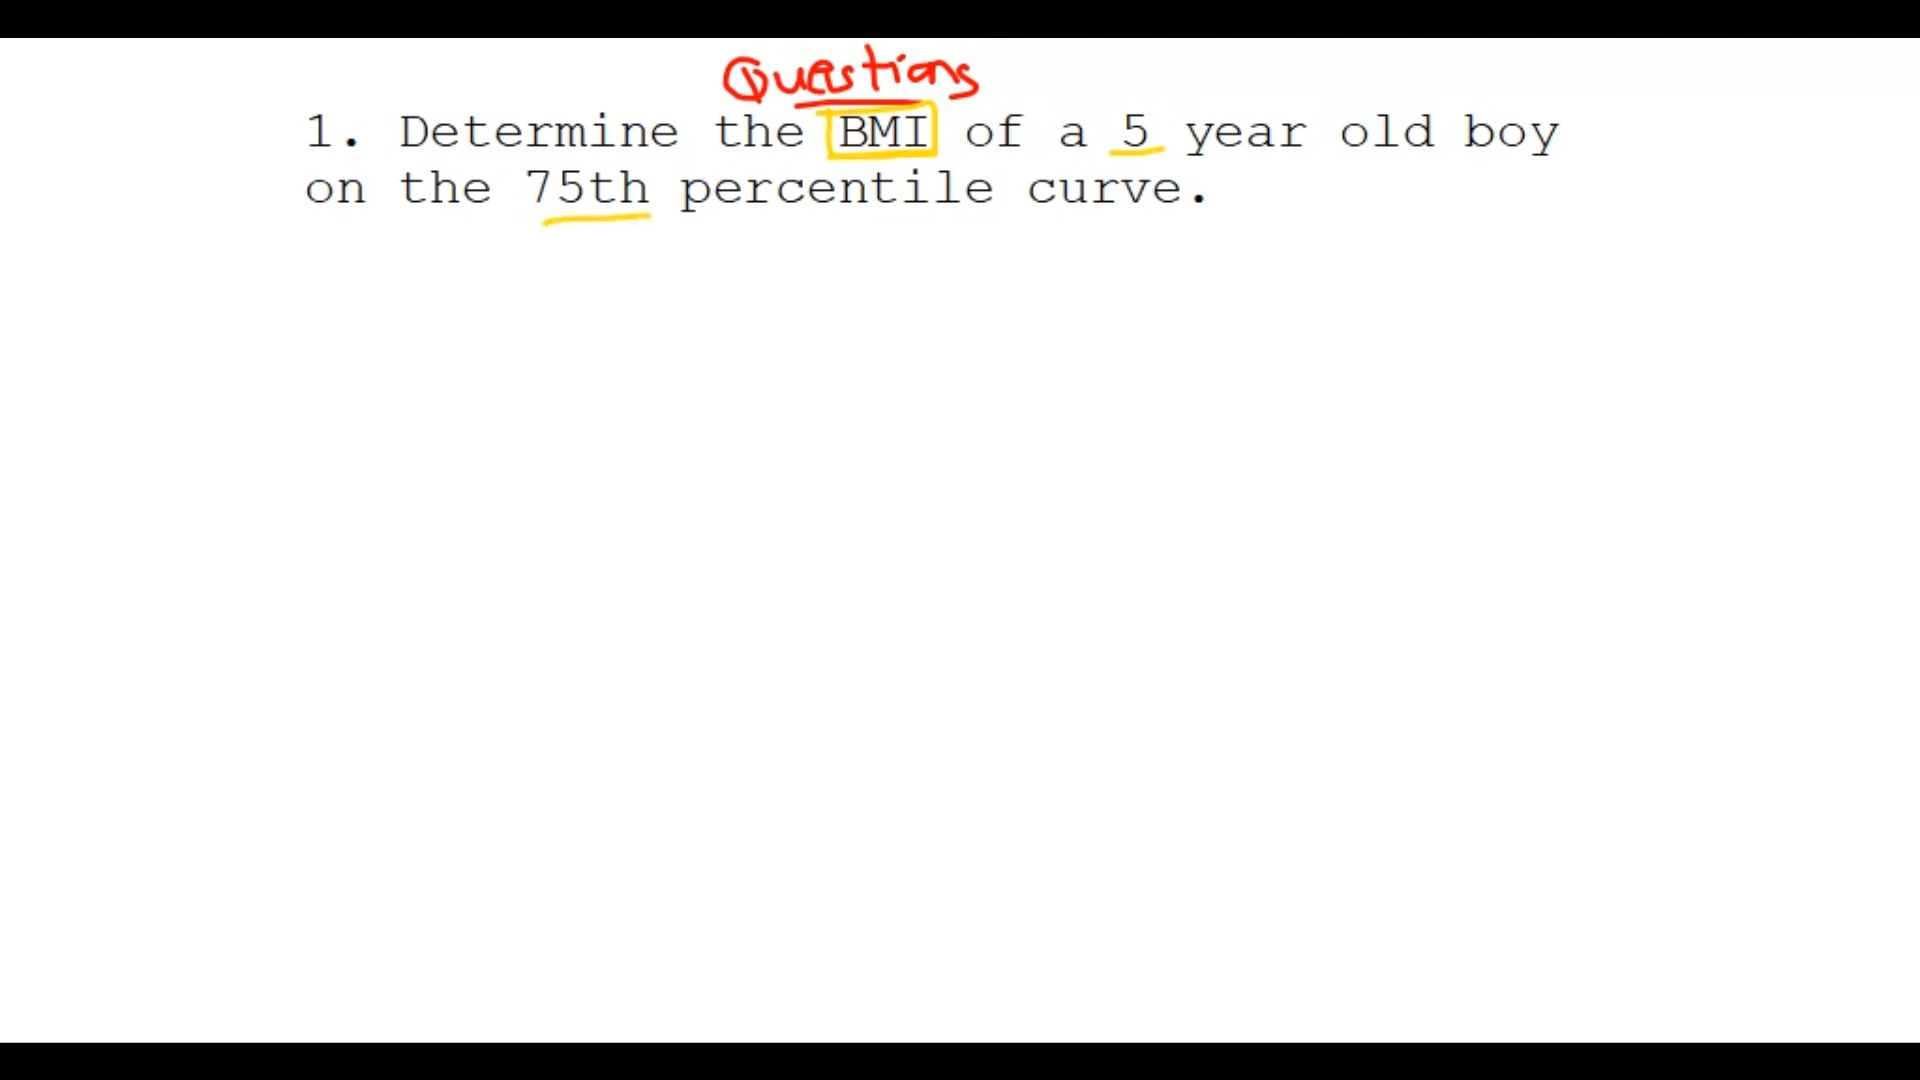 Questions
1. Determine the BMI of a 5 year old boy
on the 75th percentile curve.